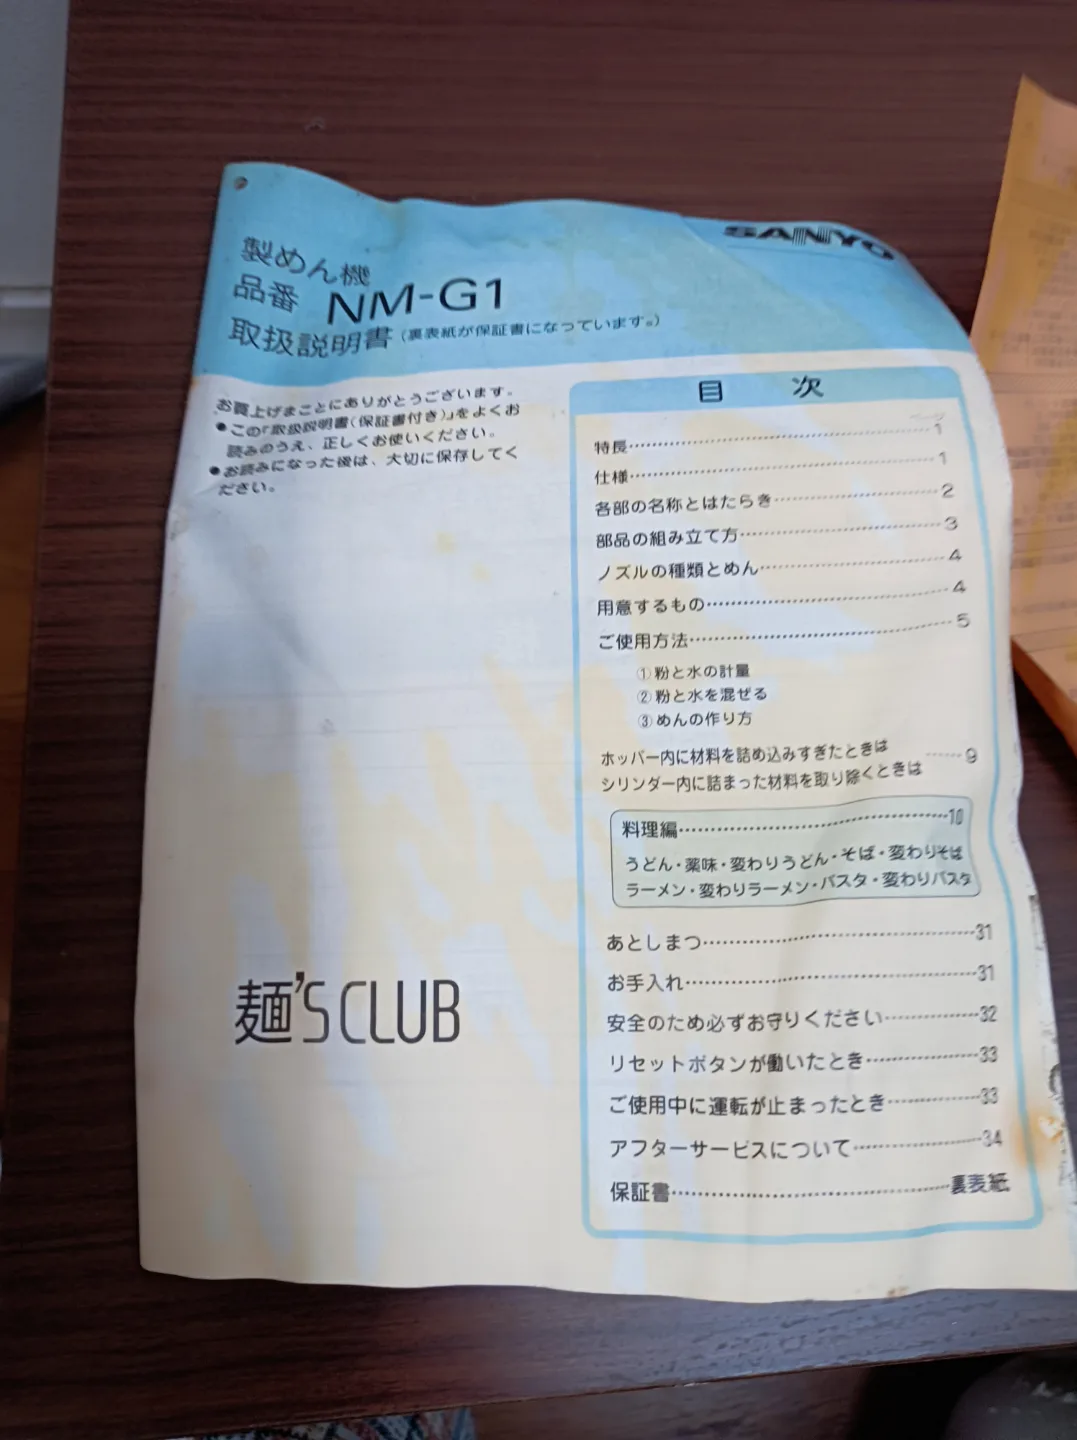 SANYO
製めん機
品番 NM-G1
取扱説明書(裏表紙が保証書になっています。)
お買上げまことにありがとうございます。
●この「取扱説明書(保証書付き)」をよくお
読みのうえ、正しくお使いください。
●お読みになった後は、大切に保存してく
ださい。
麺'S CLUB
目 次
ページ
特長……1
仕様……1
各部の名称とはたらき……2
部品の組み立て方……3
ノズルの種類とめん……4
用意するもの……4
ご使用方法……5
①粉と水の計量
②粉と水を混ぜる
③めんの作り方
ホッパー内に材料を詰め込みすぎたときは
シリンダー内に詰まった材料を取り除くときは……9
料理編……10
うどん・薬味・変わりうどん・そば・変わりそば
ラーメン・変わりラーメン・パスタ・変わりパスタ
あとしまつ……31
お手入れ……31
安全のため必ずお守りください……32
リセットボタンが働いたとき……33
ご使用中に運転が止まったとき……33
アフターサービスについて……34
保証書……裏表紙